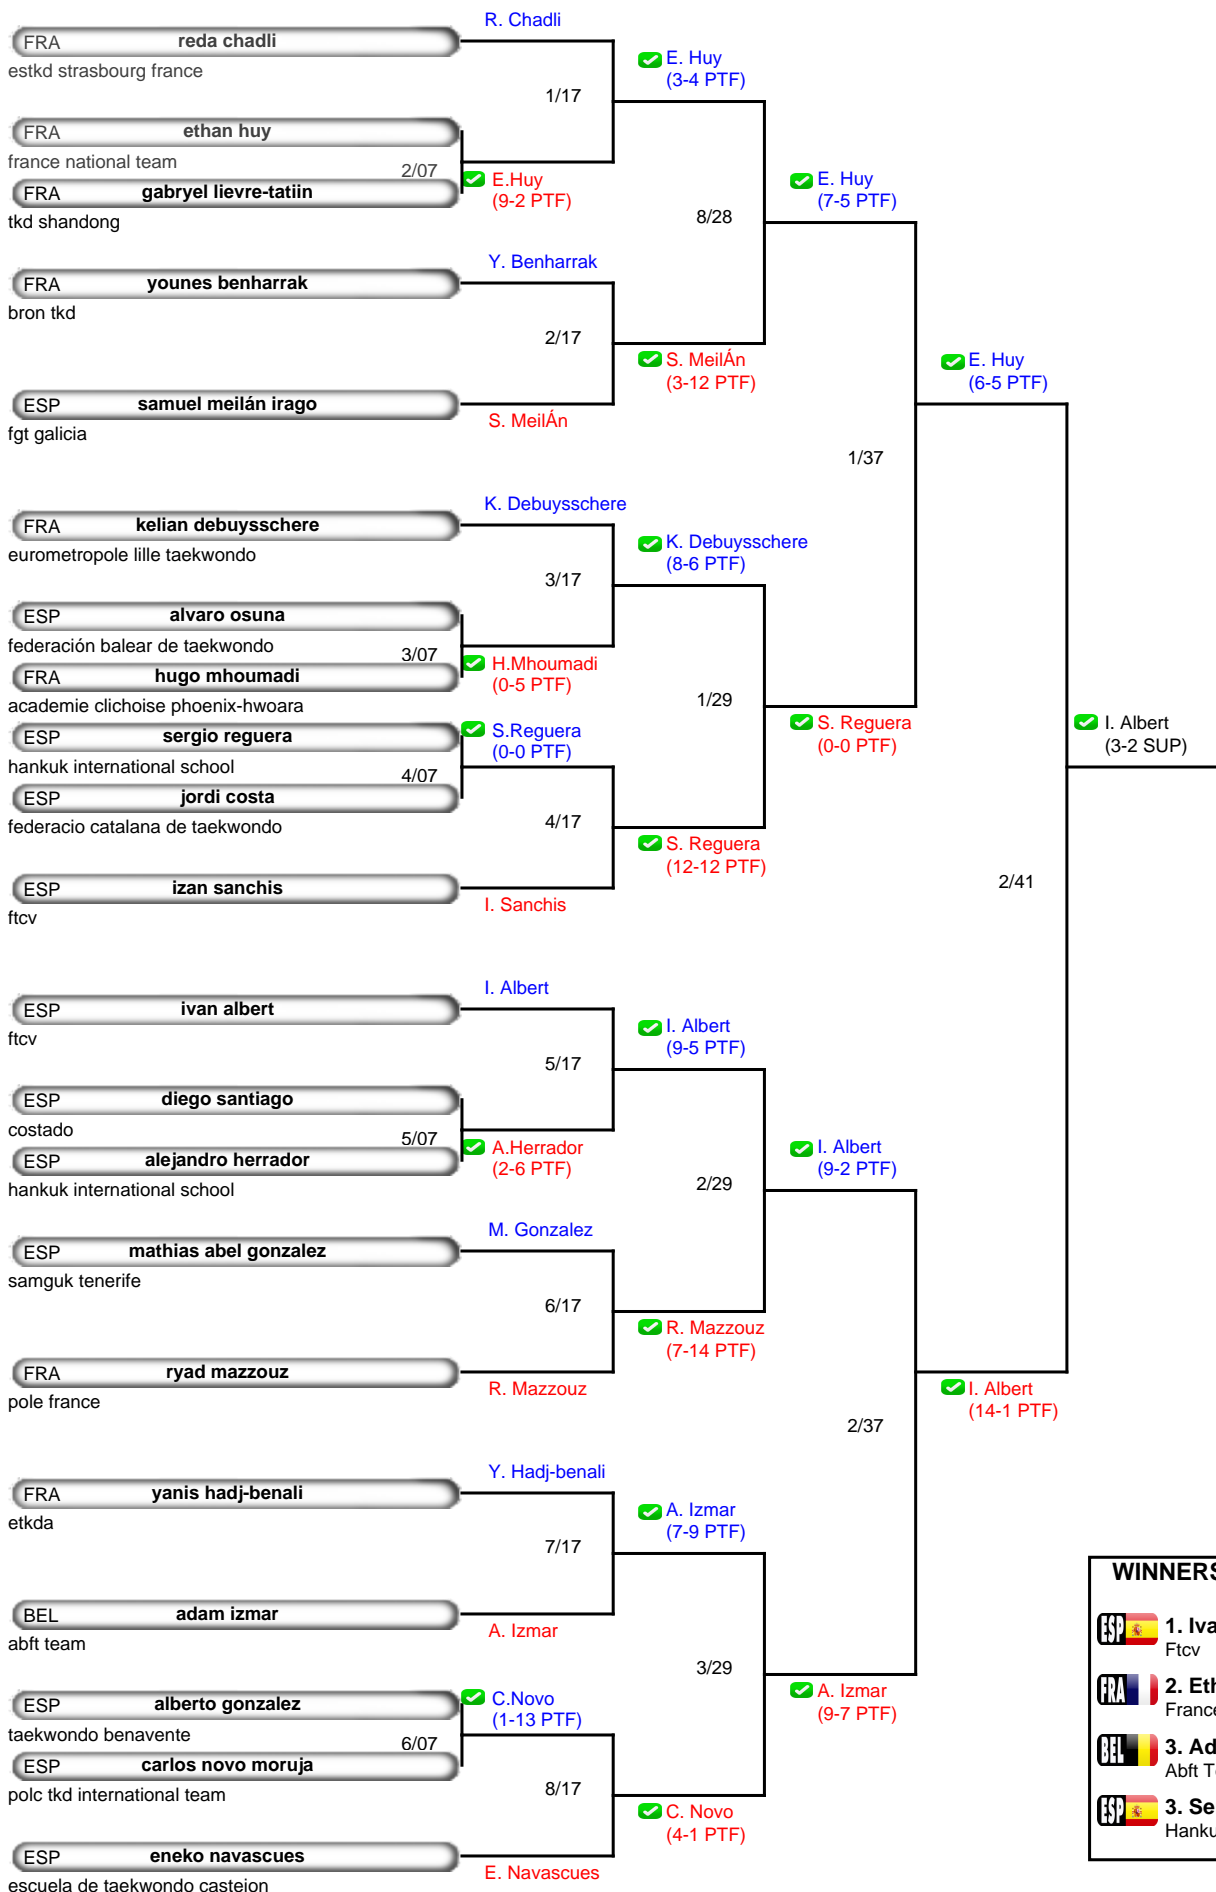 R. Chadli
FRA reda chadli
estkd strasbourg france
E. Huy
(3-4 PTF)
1/17
FRA ethan huy
france national team
2/07
FRA gabryel lievre-tatiin
tkd shandong
E.Huy
(9-2 PTF)
E. Huy
(7-5 PTF)
8/28
Y. Benharrak
FRA younes benharrak
bron tkd
2/17
S. MeilÁn
(3-12 PTF)
E. Huy
(6-5 PTF)
ESP samuel meilán irago
fgt galicia
S. MeilÁn
1/37
K. Debuysschere
FRA kelian debuysschere
eurometropole lille taekwondo
K. Debuysschere
(8-6 PTF)
3/17
ESP alvaro osuna
federación balear de taekwondo
3/07
FRA hugo mhoumadi
academie clichoise phoenix-hwoara
H.Mhoumadi
(0-5 PTF)
1/29
ESP sergio reguera
hankuk international school
S.Reguera
(0-0 PTF)
S. Reguera
(0-0 PTF)
I. Albert
(3-2 SUP)
4/07
ESP jordi costa
federacio catalana de taekwondo
4/17
S. Reguera
(12-12 PTF)
ESP izan sanchis
ftcv
I. Sanchis
2/41
I. Albert
ESP ivan albert
ftcv
I. Albert
(9-5 PTF)
5/17
ESP diego santiago
costado
5/07
ESP alejandro herrador
hankuk international school
A.Herrador
(2-6 PTF)
I. Albert
(9-2 PTF)
2/29
M. Gonzalez
ESP mathias abel gonzalez
samguk tenerife
6/17
R. Mazzouz
(7-14 PTF)
FRA ryad mazzouz
pole france
R. Mazzouz
I. Albert
(14-1 PTF)
2/37
Y. Hadj-benali
FRA yanis hadj-benali
etkda
A. Izmar
(7-9 PTF)
7/17
BEL adam izmar
abft team
A. Izmar
3/29
ESP alberto gonzalez
taekwondo benavente
C.Novo
(1-13 PTF)
A. Izmar
(9-7 PTF)
6/07
ESP carlos novo moruja
polc tkd international team
8/17
C. Novo
(4-1 PTF)
ESP eneko navascues
escuela de taekwondo casteion
E. Navascues
WINNERS
ESP 1. Iva
Ftcv
FRA 2. Eth
France
BEL 3. Ad
Abft T
ESP 3. Se
Hanku